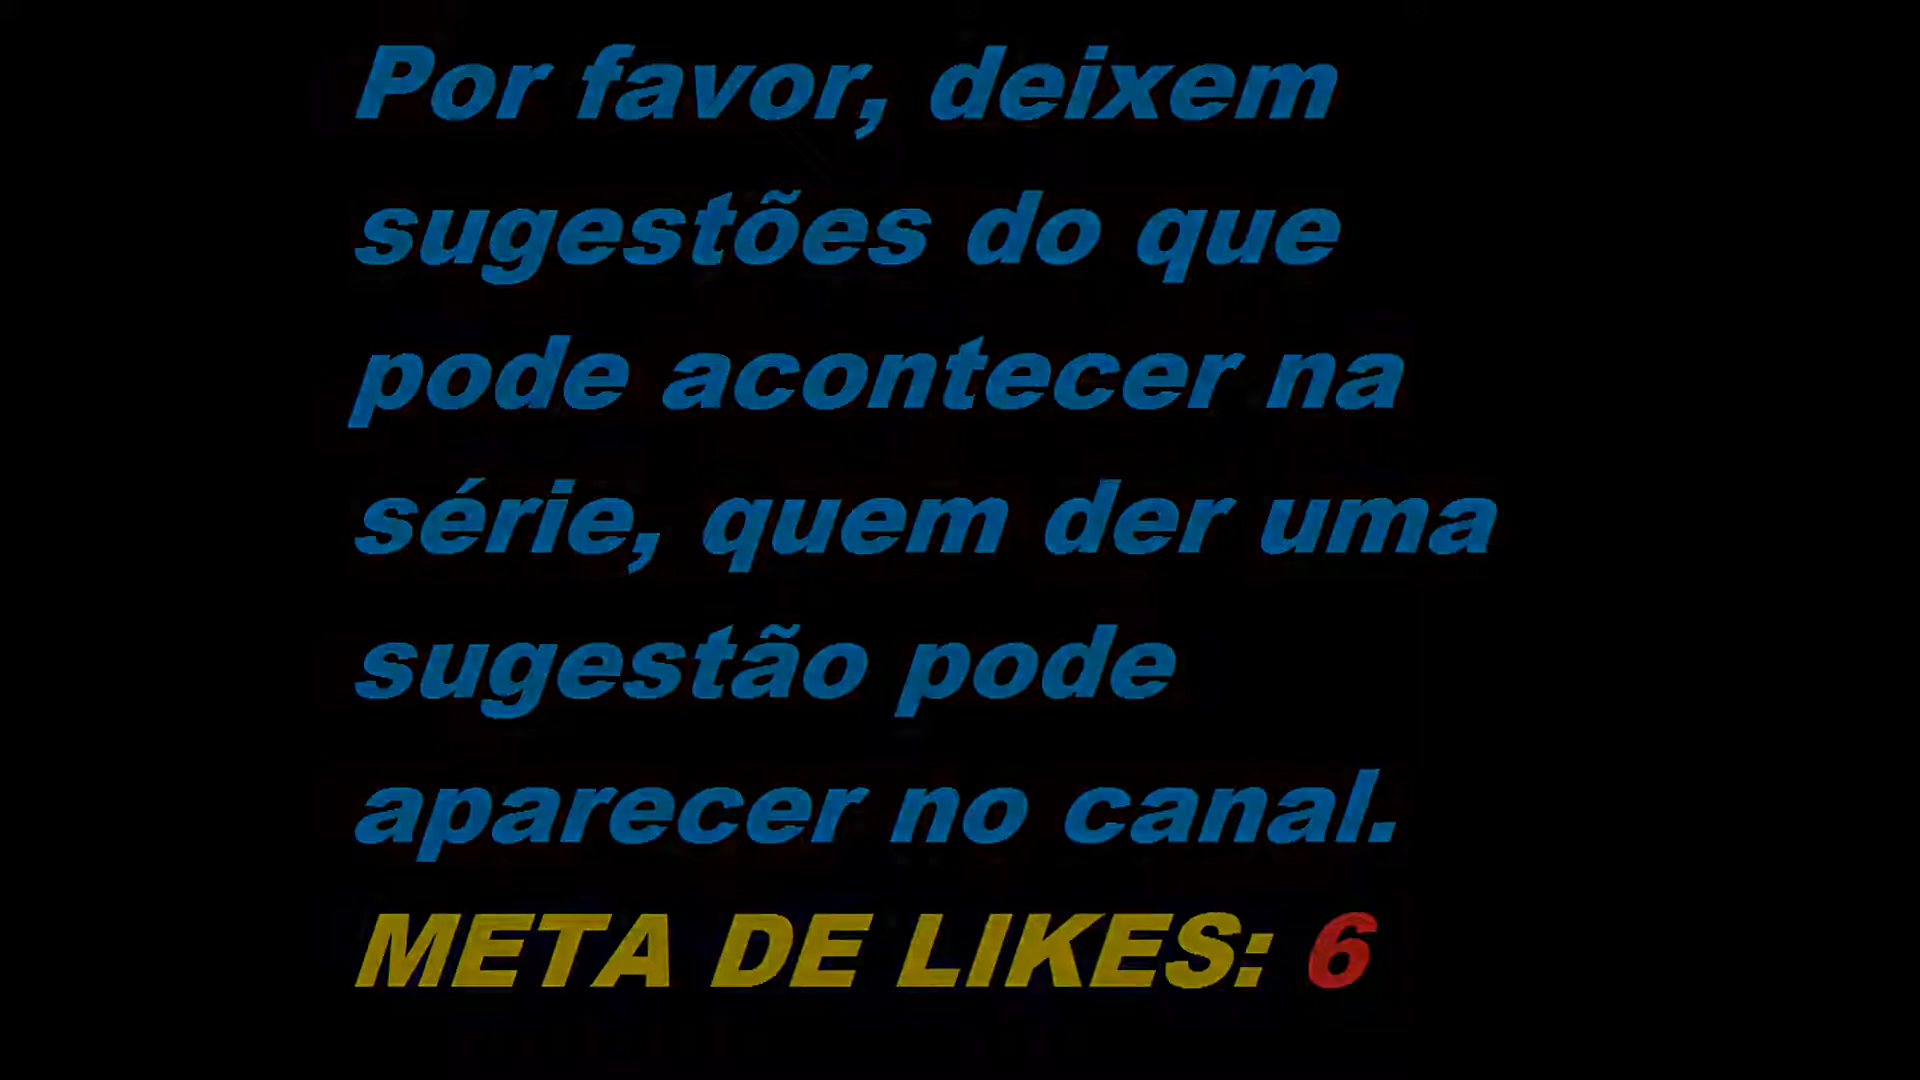 Por favor, deixem
sugestões do que
pode acontecer na
série, quem der uma
sugestão pode
aparecer no canal.
META DE LIKES: 6